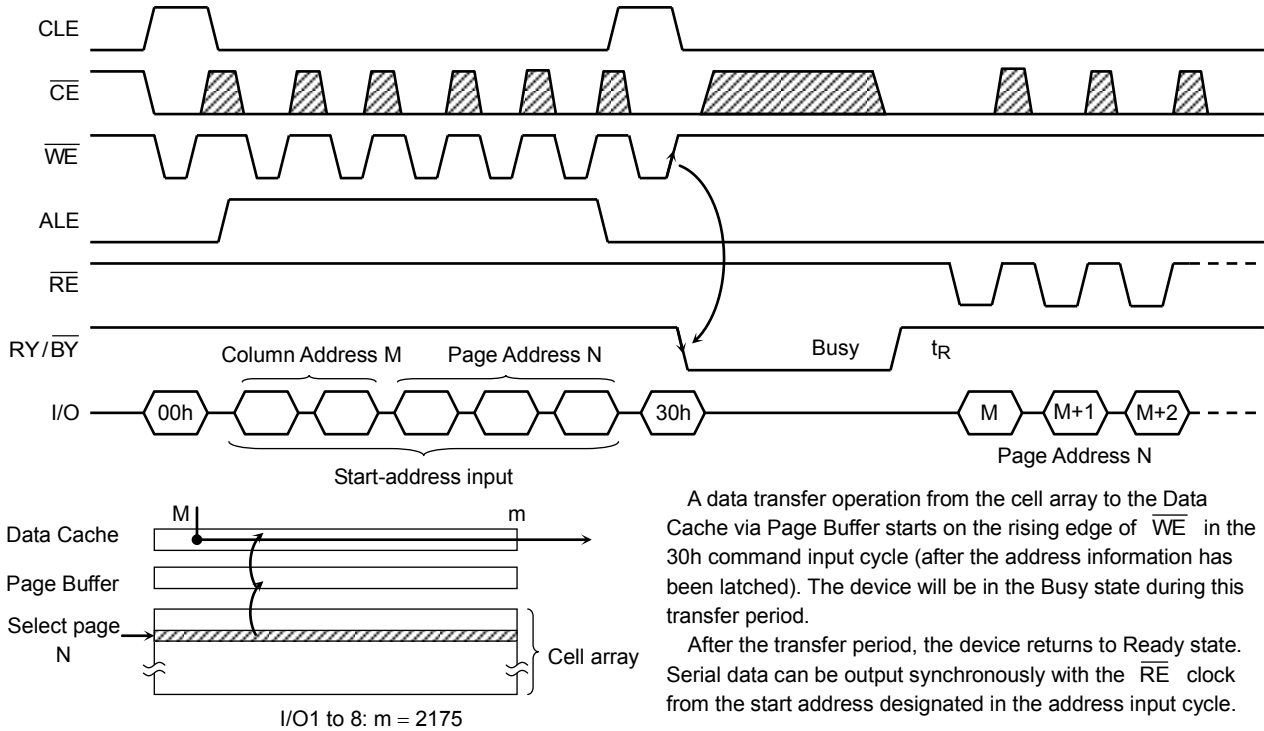 CLE
CE
WE
ALE
RE
RY/BY
Busy
tR
Column Address M
Page Address N
I/O
00h
30h
M
M+1
M+2
Start-address input
Page Address N
M
m
Data Cache
Page Buffer
Select page
N
Cell array
I/O1 to 8: m = 2175
A data transfer operation from the cell array to the Data
Cache via Page Buffer starts on the rising edge of WE in the
30h command input cycle (after the address information has
been latched). The device will be in the Busy state during this
transfer period.
After the transfer period, the device returns to Ready state.
Serial data can be output synchronously with the RE clock
from the start address designated in the address input cycle.